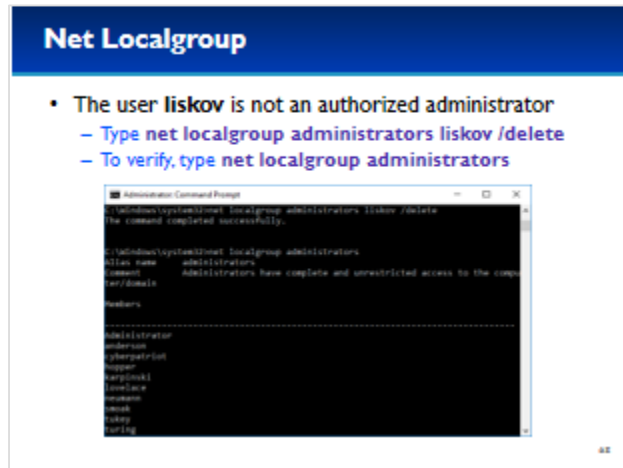 Net Localgroup
• The user liskov is not an authorized administrator
– Type net localgroup administrators liskov /delete
– To verify, type net localgroup administrators
Administrator: Command Prompt
C:\Windows\system32>net localgroup administrators liskov /delete
The command completed successfully.
C:\Windows\system32>net localgroup administrators
Alias name administrators
Comment Administrators have complete and unrestricted access to the compu
ter/domain
Members
Administrator
anderson
cyberpatriot
hopper
karpinski
lovelace
neumann
smoak
tukey
turing